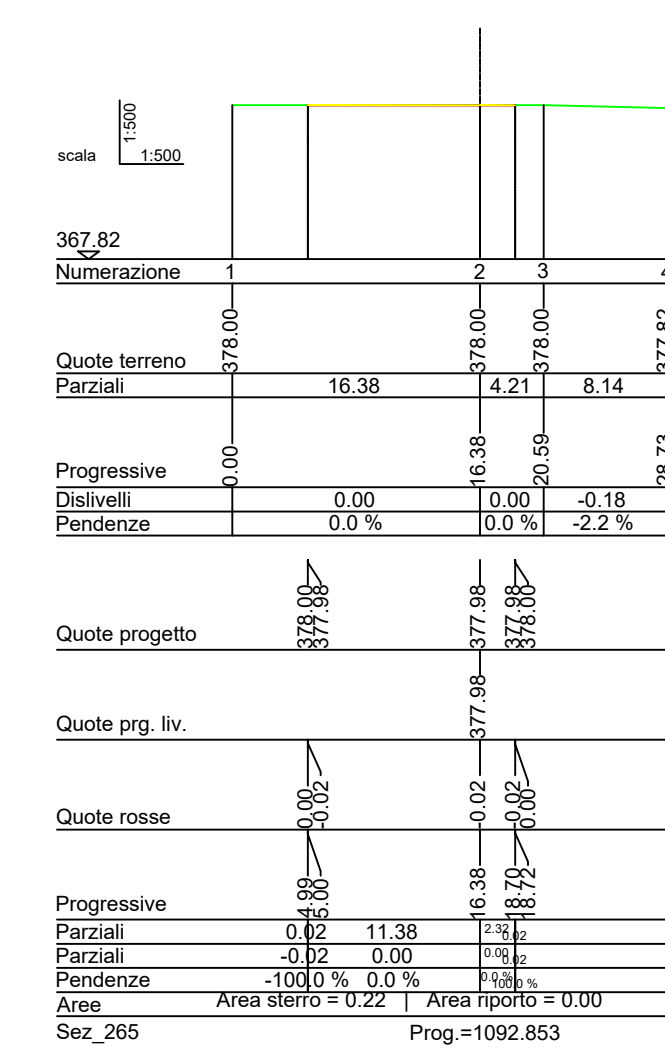 1:500
scala 1:500
367.82
Numerazione 1 2 3
Quote terreno 378.00 378.00 378.00 377.82
Parziali 16.38 4.21 8.14
Progressive 0.00 16.38 20.59 28.73
Dislivelli 0.00 0.00 -0.18
Pendenze 0.0 % 0.0 % -2.2 %
Quote progetto 378.00 377.98 377.98 377.98 378.00
Quote prg. liv. 377.98
Quote rosse 0.00 -0.02 -0.02 -0.02 0.00
Progressive 4.99 5.00 16.38 18.70 18.72
Parziali 0.02 11.38 2.32 0.02
Parziali -0.02 0.00 0.00 0.02
Pendenze -100.0 % 0.0 % 0.0 % 100.0 %
Aree Area sterro = 0.22 | Area riporto = 0.00
Sez_265 Prog.=1092.853